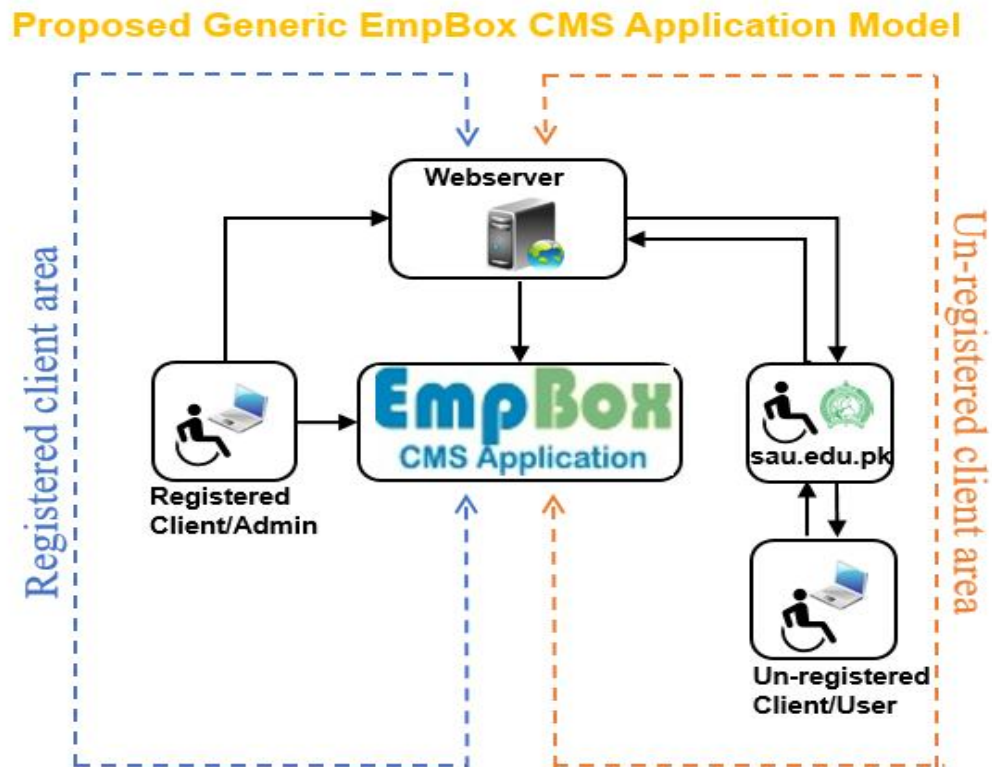 Proposed Generic EmpBox CMS Application Model
Webserver
Registered client area
Un-registered client area
EmpBox
CMS Application
sau.edu.pk
Registered
Client/Admin
Un-registered
Client/User